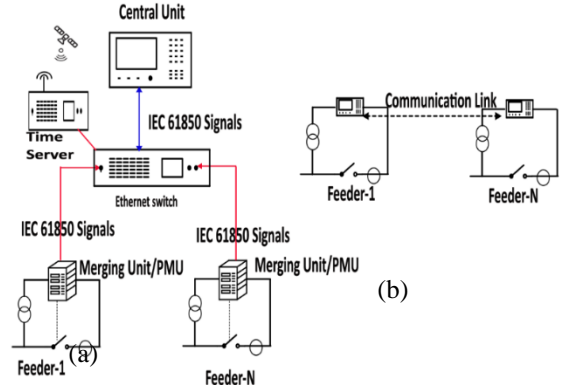 Central Unit
IEC 61850 Signals
Time
Server
Ethernet switch
IEC 61850 Signals
IEC 61850 Signals
Merging Unit/PMU
Merging Unit/PMU
(a)
Feeder-1
Feeder-N
Communication Link
Feeder-1
Feeder-N
(b)